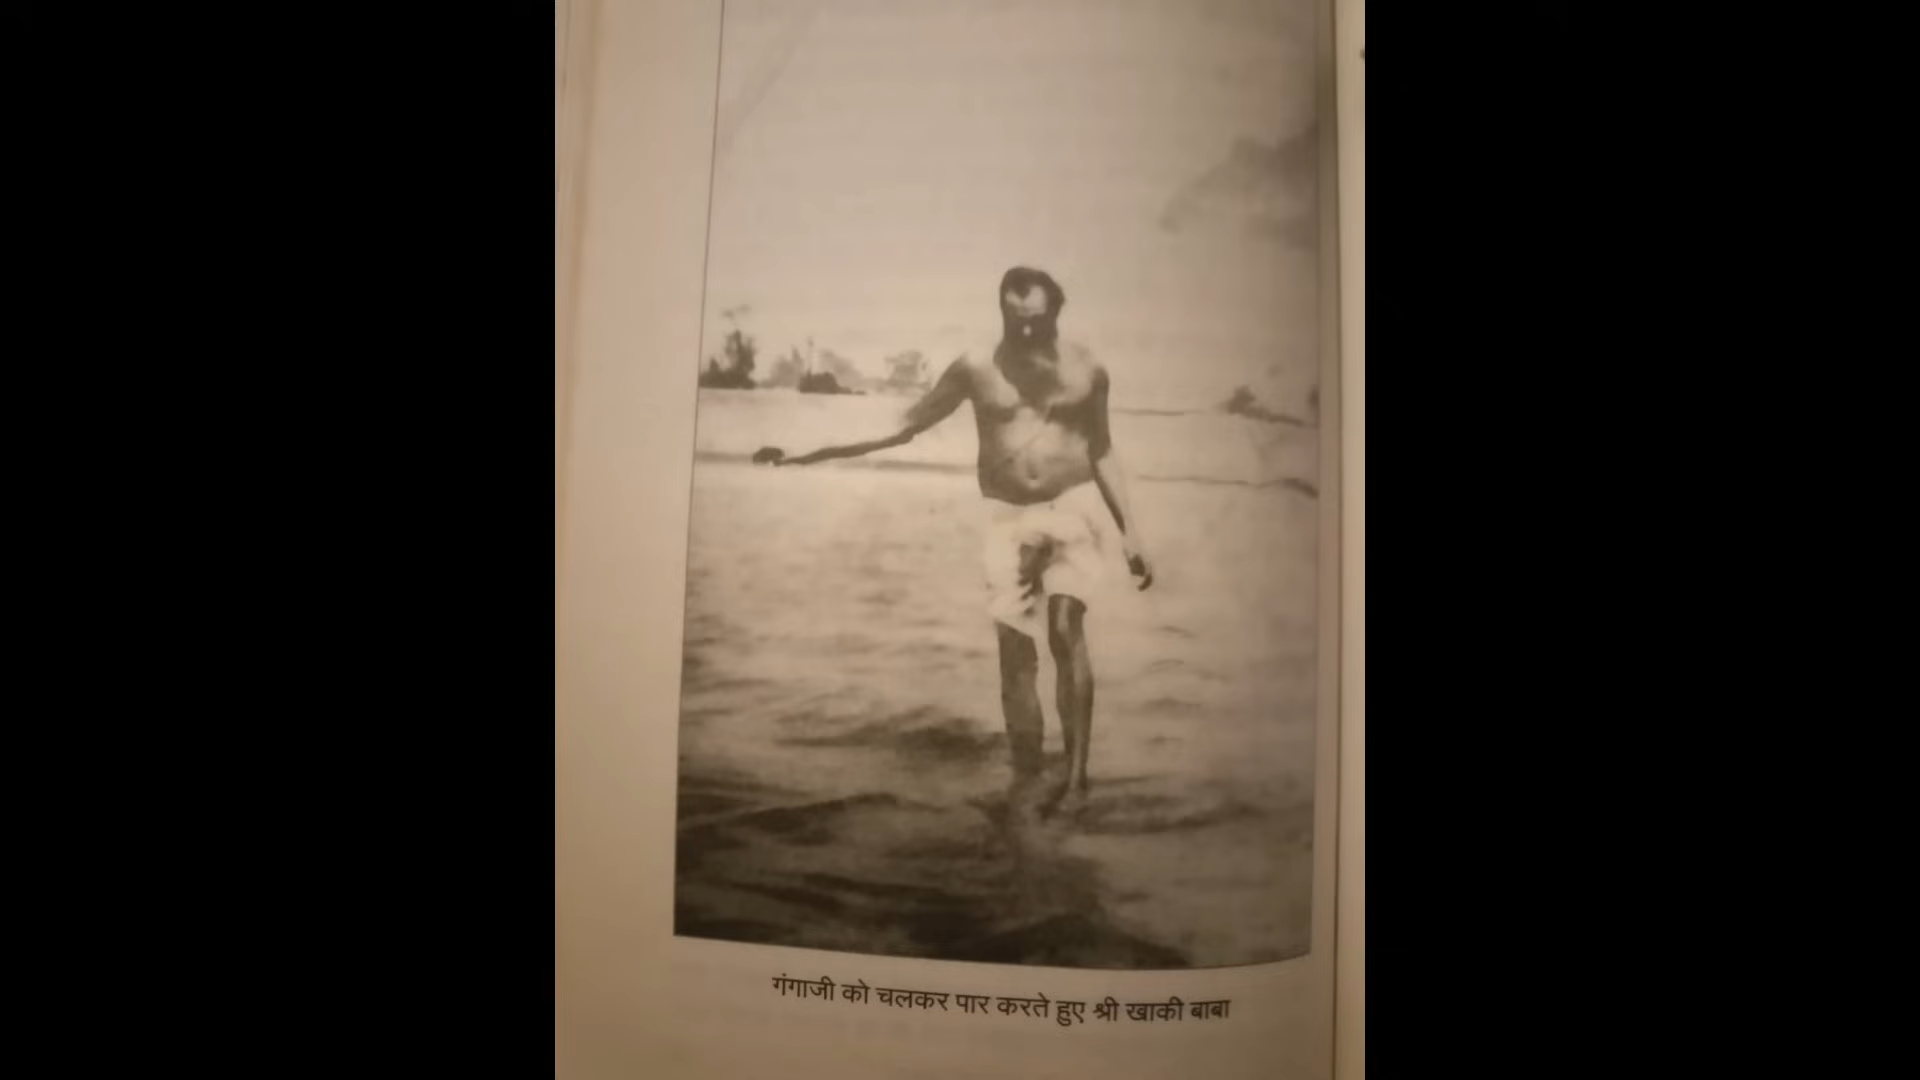 गंगाजी को चलकर पार करते हुए श्री खाकी बाबा